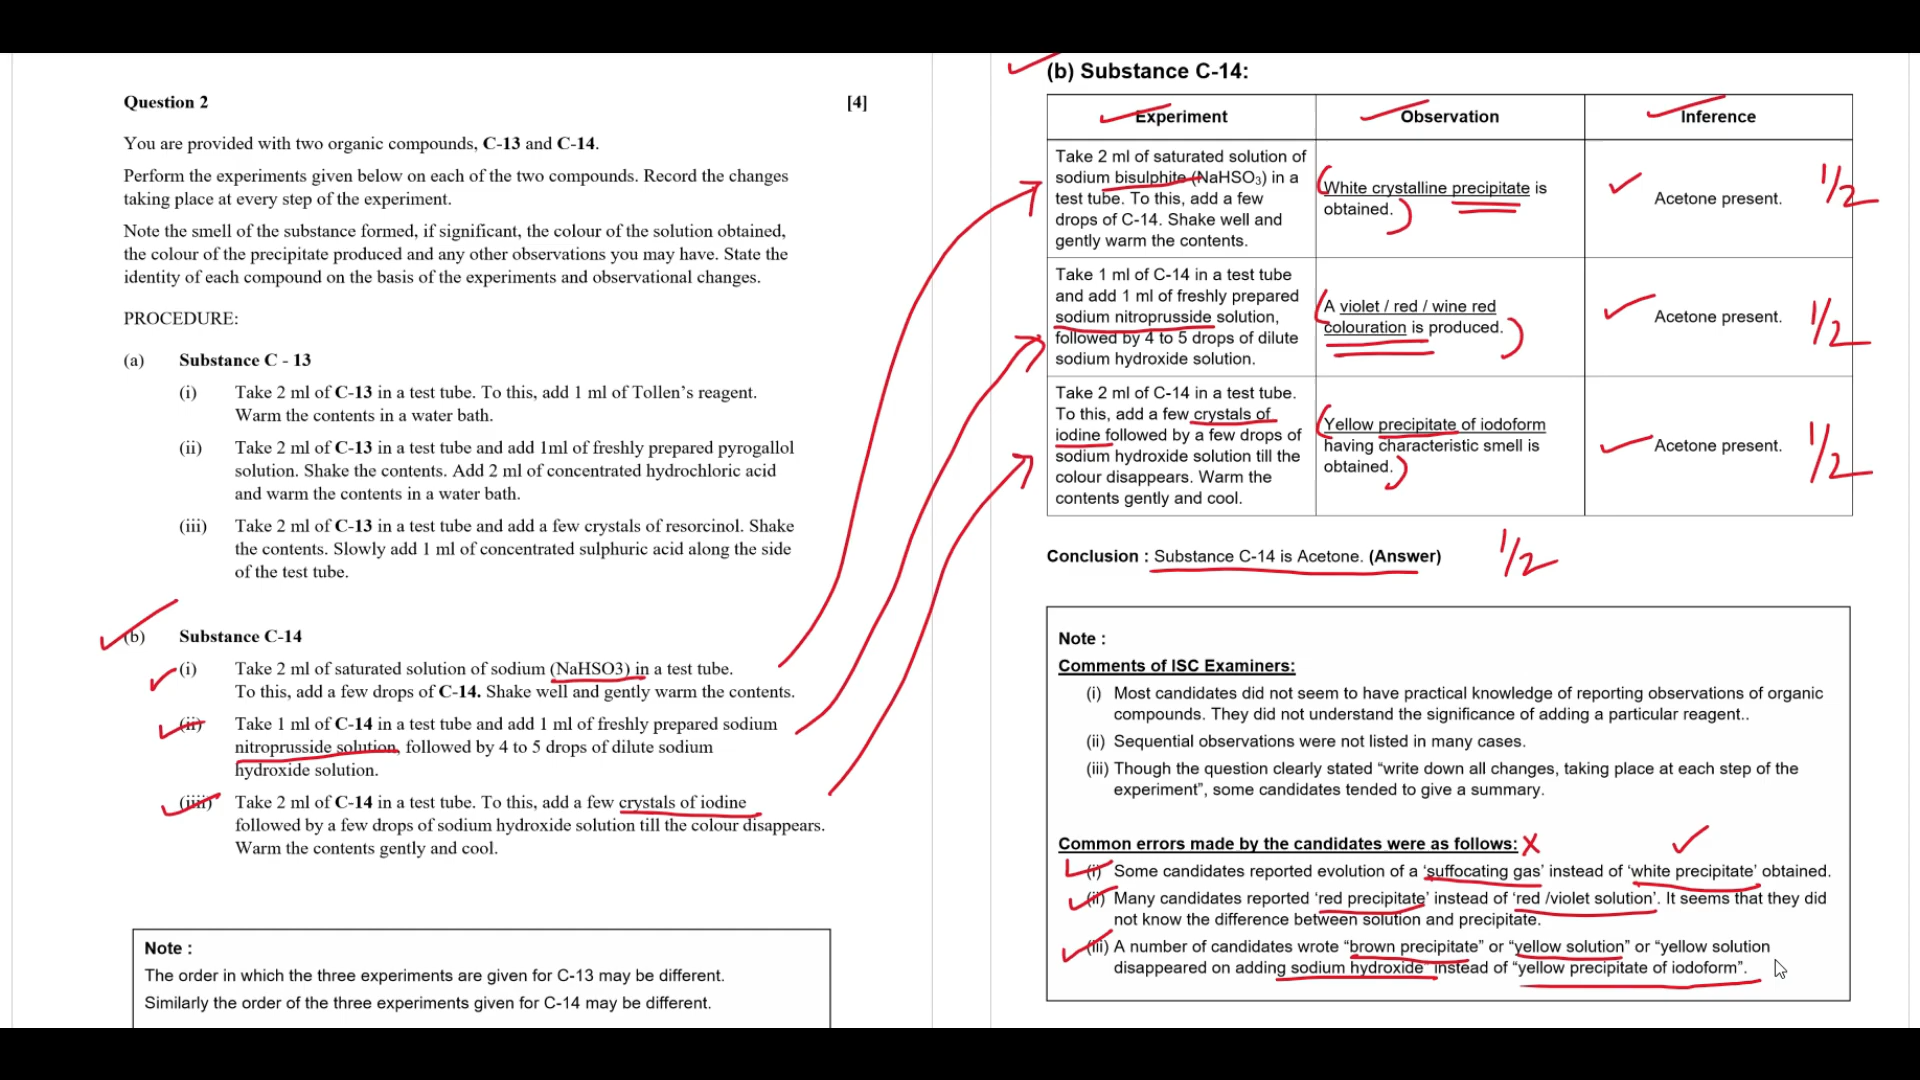 Question 2 [4]
You are provided with two organic compounds, C-13 and C-14.
Perform the experiments given below on each of the two compounds. Record the changes
taking place at every step of the experiment.
Note the smell of the substance formed, if significant, the colour of the solution obtained,
the colour of the precipitate produced and any other observations you may have. State the
identity of each compound on the basis of the experiments and observational changes.
PROCEDURE:
(a) Substance C - 13
(i) Take 2 ml of C-13 in a test tube. To this, add 1 ml of Tollen’s reagent.
Warm the contents in a water bath.
(ii) Take 2 ml of C-13 in a test tube and add 1ml of freshly prepared pyrogallol
solution. Shake the contents. Add 2 ml of concentrated hydrochloric acid
and warm the contents in a water bath.
(iii) Take 2 ml of C-13 in a test tube and add a few crystals of resorcinol. Shake
the contents. Slowly add 1 ml of concentrated sulphuric acid along the side
of the test tube.
(b) Substance C-14
(i) Take 2 ml of saturated solution of sodium (NaHSO3) in a test tube.
To this, add a few drops of C-14. Shake well and gently warm the contents.
(ii) Take 1 ml of C-14 in a test tube and add 1 ml of freshly prepared sodium
nitroprusside solution, followed by 4 to 5 drops of dilute sodium
hydroxide solution.
(iiii) Take 2 ml of C-14 in a test tube. To this, add a few crystals of iodine
followed by a few drops of sodium hydroxide solution till the colour disappears.
Warm the contents gently and cool.
Note :
The order in which the three experiments are given for C-13 may be different.
Similarly the order of the three experiments given for C-14 may be different.
(b) Substance C-14:
Experiment Observation Inference
Take 2 ml of saturated solution of
sodium bisulphite (NaHSO₃) in a
test tube. To this, add a few
drops of C-14. Shake well and
gently warm the contents.
White crystalline precipitate is
obtained.
Acetone present. 1/2
Take 1 ml of C-14 in a test tube
and add 1 ml of freshly prepared
sodium nitroprusside solution,
followed by 4 to 5 drops of dilute
sodium hydroxide solution.
A violet / red / wine red
colouration is produced.
Acetone present. 1/2
Take 2 ml of C-14 in a test tube.
To this, add a few crystals of
iodine followed by a few drops of
sodium hydroxide solution till the
colour disappears. Warm the
contents gently and cool.
Yellow precipitate of iodoform
having characteristic smell is
obtained.
Acetone present. 1/2
Conclusion : Substance C-14 is Acetone. (Answer) 1/2
Note :
Comments of ISC Examiners:
(i) Most candidates did not seem to have practical knowledge of reporting observations of organic
compounds. They did not understand the significance of adding a particular reagent..
(ii) Sequential observations were not listed in many cases.
(iii) Though the question clearly stated “write down all changes, taking place at each step of the
experiment”, some candidates tended to give a summary.
Common errors made by the candidates were as follows:
(i) Some candidates reported evolution of a ‘suffocating gas’ instead of ‘white precipitate’ obtained.
(ii) Many candidates reported ‘red precipitate’ instead of ‘red /violet solution’. It seems that they did
not know the difference between solution and precipitate.
(iii) A number of candidates wrote “brown precipitate” or “yellow solution” or “yellow solution
disappeared on adding sodium hydroxide” instead of “yellow precipitate of iodoform”.